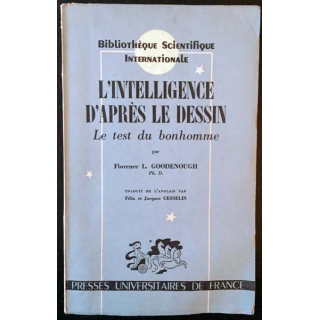 Bibliothèque Scientifique
Internationale
L'INTELLIGENCE
D'APRÈS LE DESSIN
Le test du bonhomme
par
Florence L. GOODENOUGH
Ph. D.
TRADUIT DE L'ANGLAIS PAR
Félix et Jacques CESSELIN
PRESSES UNIVERSITAIRES DE FRANCE